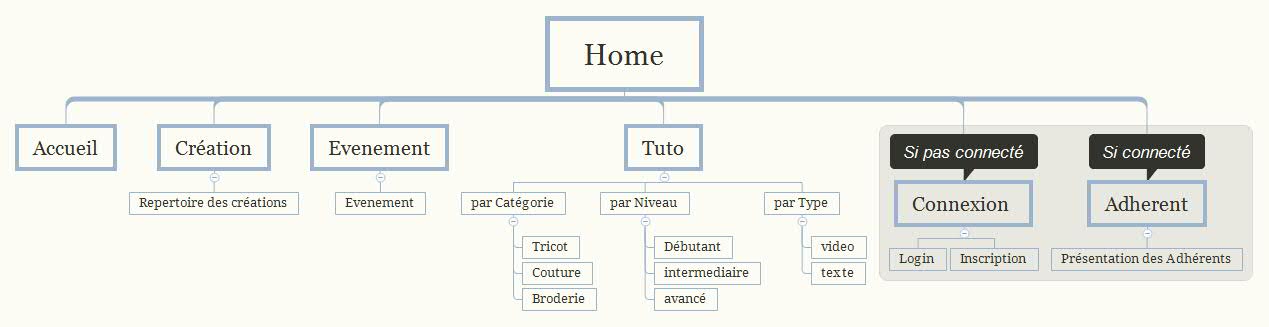 Home
Accueil
Création
Evenement
Tuto
Si pas connecté
Si connecté
Connexion
Adherent
Repertoire des créations
Evenement
par Catégorie
par Niveau
par Type
Tricot
Couture
Broderie
Débutant
intermediaire
avancé
video
texte
Login
Inscription
Présentation des Adhérents